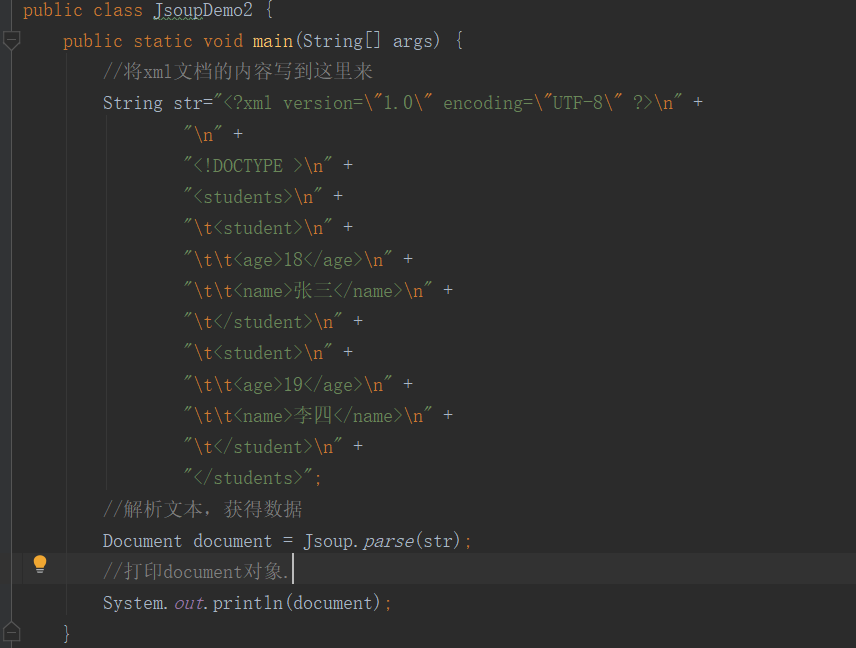 public class JsoupDemo2 {
public static void main(String[] args) {
//将xml文档的内容写到这里来
String str="<?xml version=\"1.0\" encoding=\"UTF-8\" ?>\n" +
"\n" +
"<!DOCTYPE >\n" +
"<students>\n" +
"\t<student>\n" +
"\t\t<age>18</age>\n" +
"\t\t<name>张三</name>\n" +
"\t</student>\n" +
"\t<student>\n" +
"\t\t<age>19</age>\n" +
"\t\t<name>李四</name>\n" +
"\t</student>\n" +
"</students>";
//解析文本，获得数据
Document document = Jsoup.parse(str);
//打印document对象.
System.out.println(document);
}